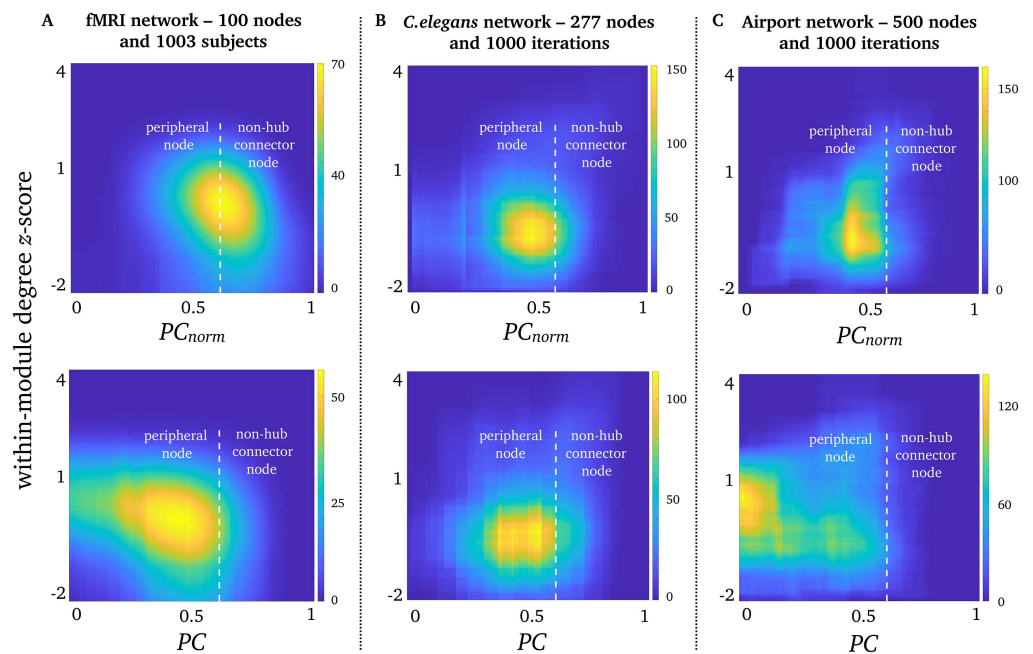 A fMRI network – 100 nodes
and 1003 subjects
B C.elegans network – 277 nodes
and 1000 iterations
C Airport network – 500 nodes
and 1000 iterations
within-module degree z-score
4
1
-2
0 0.5 1
peripheral
node
non-hub
connector
node
70
40
0
PCnorm
4
1
-2
0 0.5 1
peripheral
node
non-hub
connector
node
150
100
50
0
PCnorm
4
1
-2
0 0.5 1
peripheral
node
non-hub
connector
node
150
100
0
PCnorm
4
1
-2
0.5 1
peripheral
node
non-hub
connector
node
50
25
0
PC
4
1
-2
0 0.5 1
peripheral
node
non-hub
connector
node
100
50
0
PC
4
1
-2
0 0.5 1
peripheral
node
non-hub
connector
node
120
60
0
PC